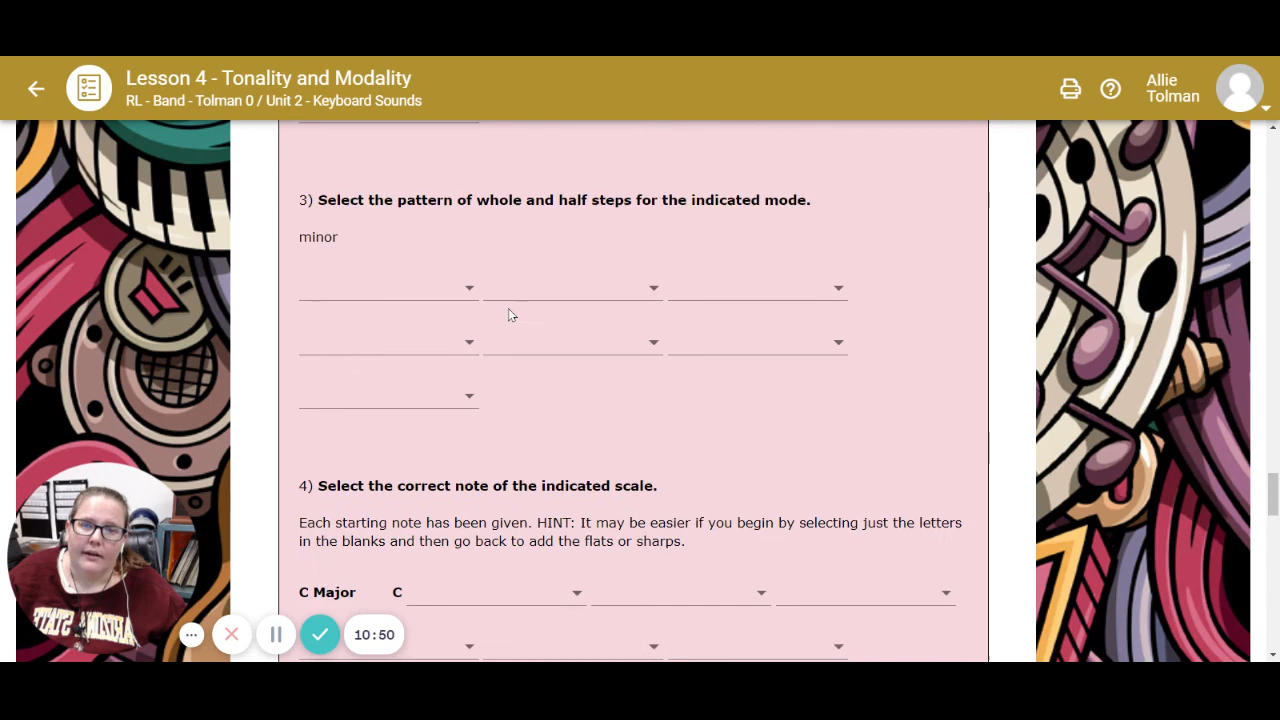 Lesson 4 - Tonality and Modality
RL - Band - Tolman 0 / Unit 2 - Keyboard Sounds
Allie
Tolman
3) Select the pattern of whole and half steps for the indicated mode.
minor
4) Select the correct note of the indicated scale.
Each starting note has been given. HINT: It may be easier if you begin by selecting just the letters
in the blanks and then go back to add the flats or sharps.
C Major C
10:50